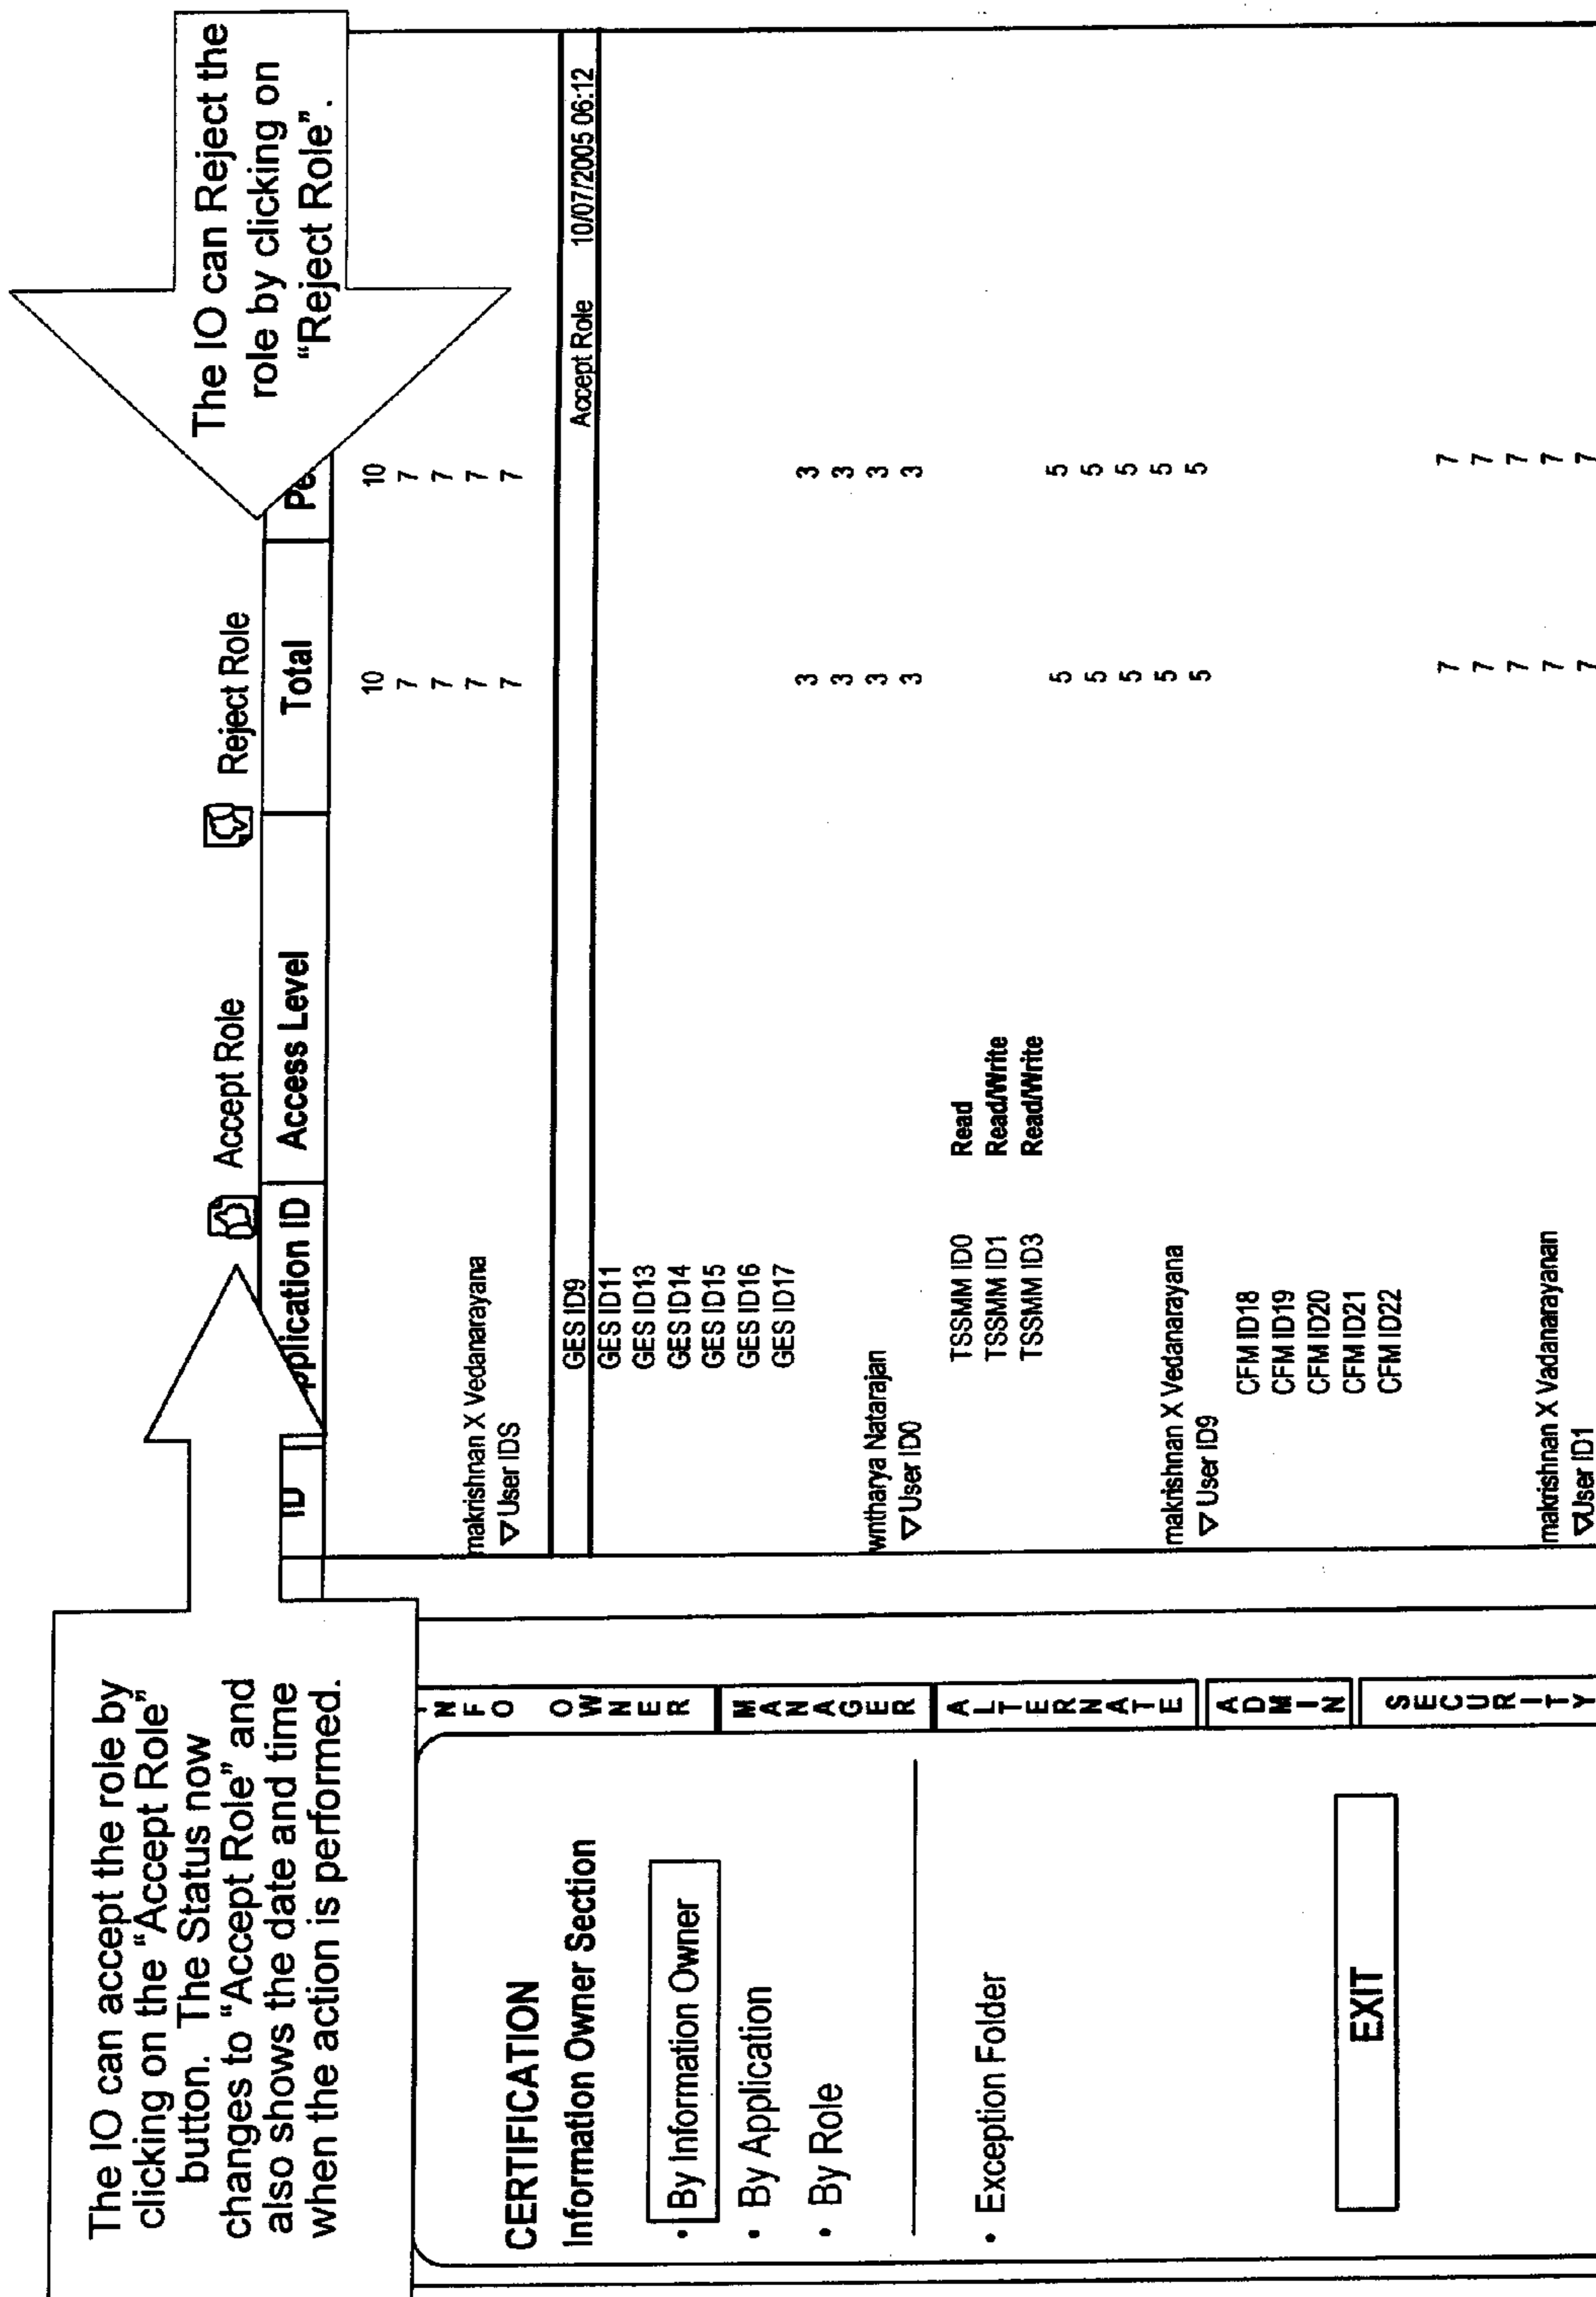 The IO can accept the role by
clicking on the “Accept Role”
button. The Status now
changes to “Accept Role” and
also shows the date and time
when the action is performed.
The IO can Reject the
role by clicking on
“Reject Role”.
Accept Role
Reject Role
ID
pplication ID
Access Level
Total
Pe
CERTIFICATION
Information Owner Section
• By Information Owner
• By Application
• By Role
• Exception Folder
EXIT
NFO OWNER
MANAGER
ALTERNATE
ADMIN
SECURITY
10 10
7 7
7 7
makrishnan X Vedanarayana 7 7
▽User IDS 7 7
GES ID9 Accept Role 10/07/2005 06:12
GES ID11
GES ID13
GES ID14
GES ID15
GES ID16
GES ID17
3 3
3 3
wntharya Natarajan 3 3
▽User ID0 3 3
TSSMM ID0 Read
TSSMM ID1 Read/Write
TSSMM ID3 Read/Write
5 5
5 5
5 5
makrishnan X Vedanarayana 5 5
▽User ID9 5 5
CFM ID18
CFM ID19
CFM ID20
CFM ID21
CFM ID22
7 7
7 7
7 7
makrishnan X Vadanarayanan 7 7
▽User ID1 7 7